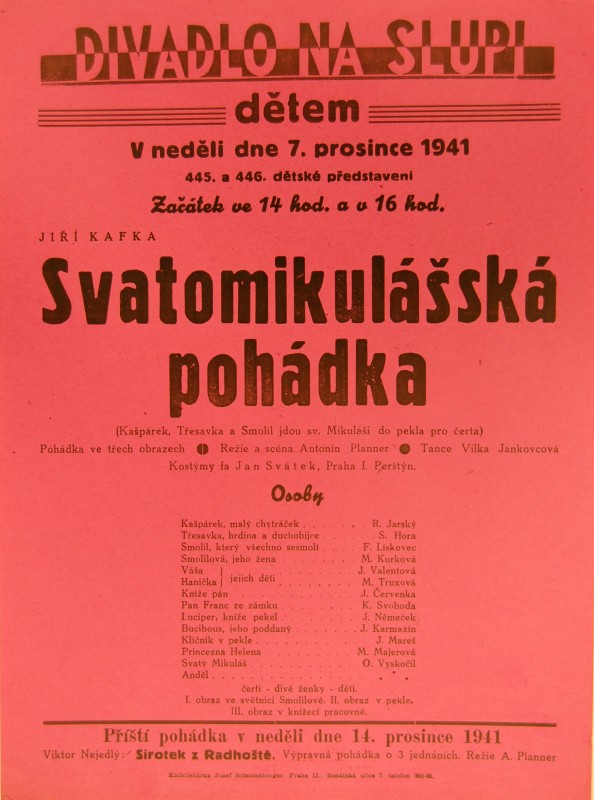 DIVADLO NA SLUPI
dětem
V neděli dne 7. prosince 1941
445. a 446. dětské představení
Začátek ve 14 hod. a v 16 hod.
JIŘÍ KAFKA
Svatomikulášská
pohádka
(Kašpárek, Třesavka a Smolil jdou sv. Mikuláši do pekla pro čerta)
Pohádka ve třech obrazech Režie a scéna Antonín Planner Tance Vilka Jankovcová
Kostýmy fa Jan Svátek, Praha I. Perštýn.
Osoby
Kašpárek, malý chytráček . . . . . . R. Jarský
Třesavka, hrdina a duchobijce . . . . S. Hora
Smolil, který všechno sesmolí . . . . F. Liskovec
Smolilová, jeho žena . . . . . . . M. Kurková
Váša } jejich děti . . . . . . . J. Valentová
Hanička . . . . . . . M. Truxová
Kníže pán . . . . . . . J. Červenka
Pan Franc ze zámku . . . . . . . K. Svoboda
Luciper, kníže pekel . . . . . . . J. Němeček
Bucibous, jeho poddaný . . . . . . J. Karmazín
Klíčník v pekle . . . . . . . J. Mareš
Princezna Helena . . . . . . . M. Majerová
Svatý Mikuláš . . . . . . . O. Vyskočil
Anděl . . . . . . . * * *
čerti - divé ženky - děti.
I. obraz ve světnici Smolilově. II. obraz v pekle.
III. obraz v knížecí pracovně.
Příští pohádka v neděli dne 14. prosince 1941
Viktor Nejedlý: Sirotek z Radhoště. Výpravná pohádka o 3 jednáních. Režie A. Planner
Knihtiskárna Josef Schmiedberger, Praha II.